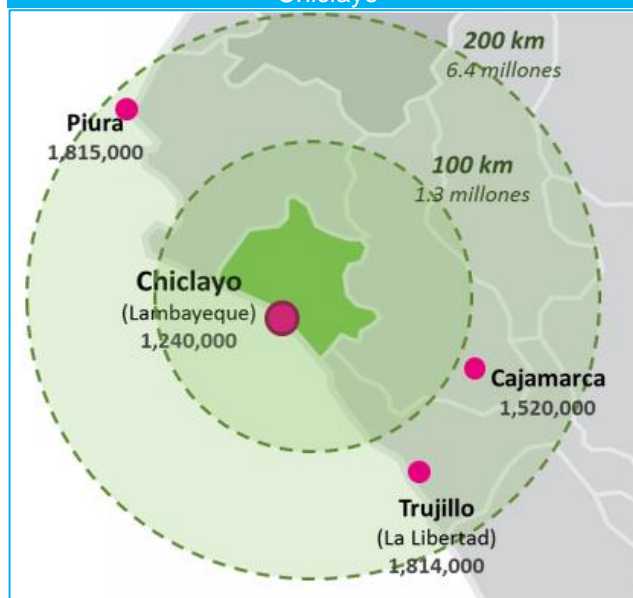 Chiclayo
200 km
6.4 millones
Piura
1,815,000
100 km
1.3 millones
Chiclayo
(Lambayeque)
1,240,000
Cajamarca
1,520,000
Trujillo
(La Libertad)
1,814,000